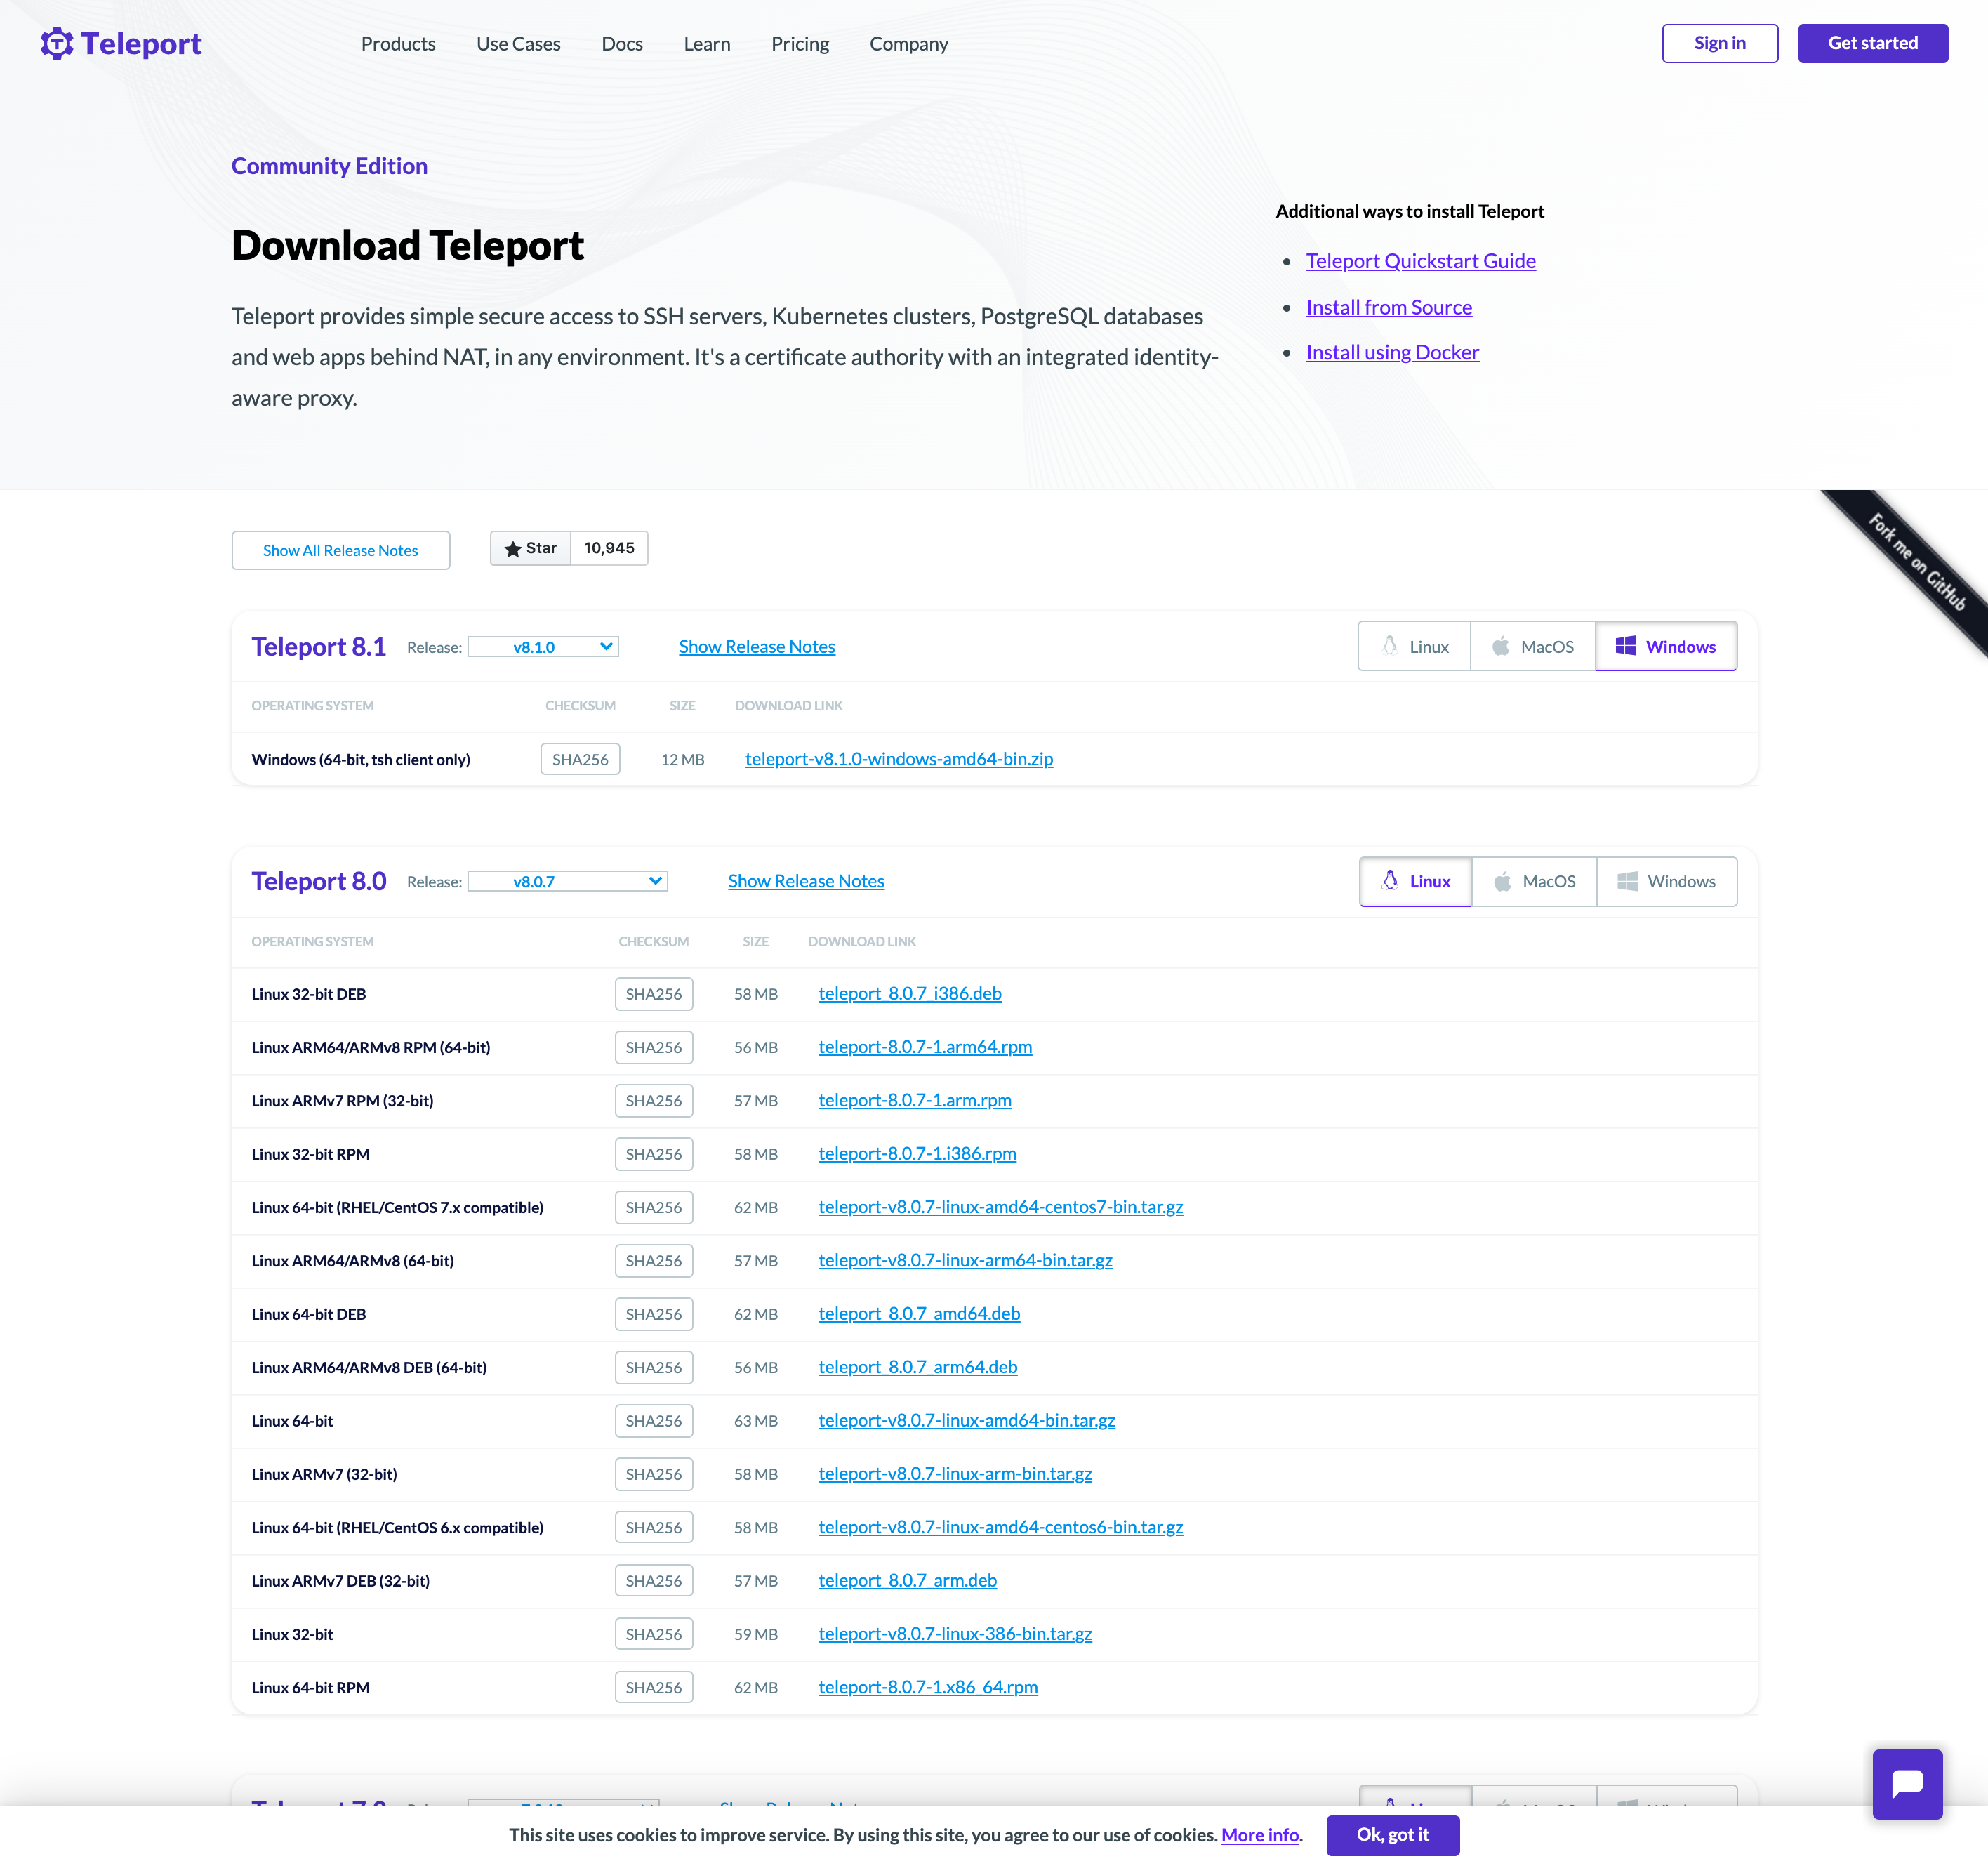 Teleport
Products Use Cases Docs Learn Pricing Company
Sign in Get started
Community Edition
Download Teleport
Teleport provides simple secure access to SSH servers, Kubernetes clusters, PostgreSQL databases
and web apps behind NAT, in any environment. It's a certificate authority with an integrated identity-
aware proxy.
Additional ways to install Teleport
Teleport Quickstart Guide
Install from Source
Install using Docker
Show All Release Notes Star 10,945
Fork me on GitHub
Teleport 8.1 Release: v8.1.0 Show Release Notes Linux MacOS Windows
OPERATING SYSTEM CHECKSUM SIZE DOWNLOAD LINK
Windows (64-bit, tsh client only) SHA256 12 MB teleport-v8.1.0-windows-amd64-bin.zip
Teleport 8.0 Release: v8.0.7 Show Release Notes Linux MacOS Windows
OPERATING SYSTEM CHECKSUM SIZE DOWNLOAD LINK
Linux 32-bit DEB SHA256 58 MB teleport_8.0.7_i386.deb
Linux ARM64/ARMv8 RPM (64-bit) SHA256 56 MB teleport-8.0.7-1.arm64.rpm
Linux ARMv7 RPM (32-bit) SHA256 57 MB teleport-8.0.7-1.arm.rpm
Linux 32-bit RPM SHA256 58 MB teleport-8.0.7-1.i386.rpm
Linux 64-bit (RHEL/CentOS 7.x compatible) SHA256 62 MB teleport-v8.0.7-linux-amd64-centos7-bin.tar.gz
Linux ARM64/ARMv8 (64-bit) SHA256 57 MB teleport-v8.0.7-linux-arm64-bin.tar.gz
Linux 64-bit DEB SHA256 62 MB teleport_8.0.7_amd64.deb
Linux ARM64/ARMv8 DEB (64-bit) SHA256 56 MB teleport_8.0.7_arm64.deb
Linux 64-bit SHA256 63 MB teleport-v8.0.7-linux-amd64-bin.tar.gz
Linux ARMv7 (32-bit) SHA256 58 MB teleport-v8.0.7-linux-arm-bin.tar.gz
Linux 64-bit (RHEL/CentOS 6.x compatible) SHA256 58 MB teleport-v8.0.7-linux-amd64-centos6-bin.tar.gz
Linux ARMv7 DEB (32-bit) SHA256 57 MB teleport_8.0.7_arm.deb
Linux 32-bit SHA256 59 MB teleport-v8.0.7-linux-386-bin.tar.gz
Linux 64-bit RPM SHA256 62 MB teleport-8.0.7-1.x86_64.rpm
This site uses cookies to improve service. By using this site, you agree to our use of cookies. More info. Ok, got it